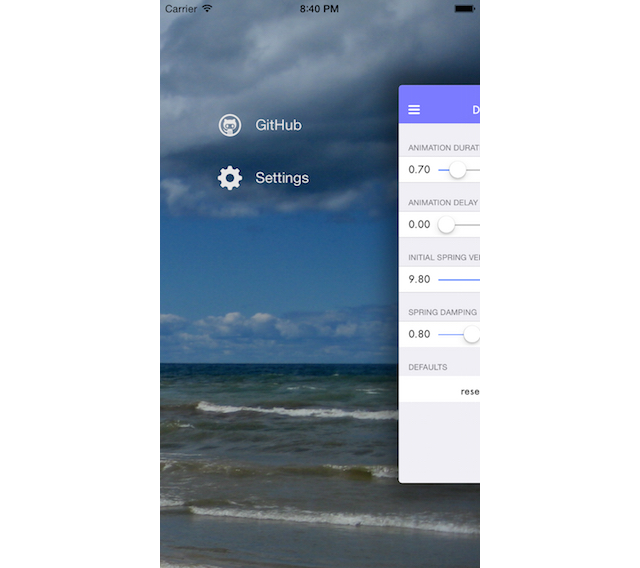 Carrier 8:40 PM
GitHub
Settings
D
ANIMATION DURAT
0.70
ANIMATION DELAY
0.00
INITIAL SPRING VE
9.80
SPRING DAMPING
0.80
DEFAULTS
rese